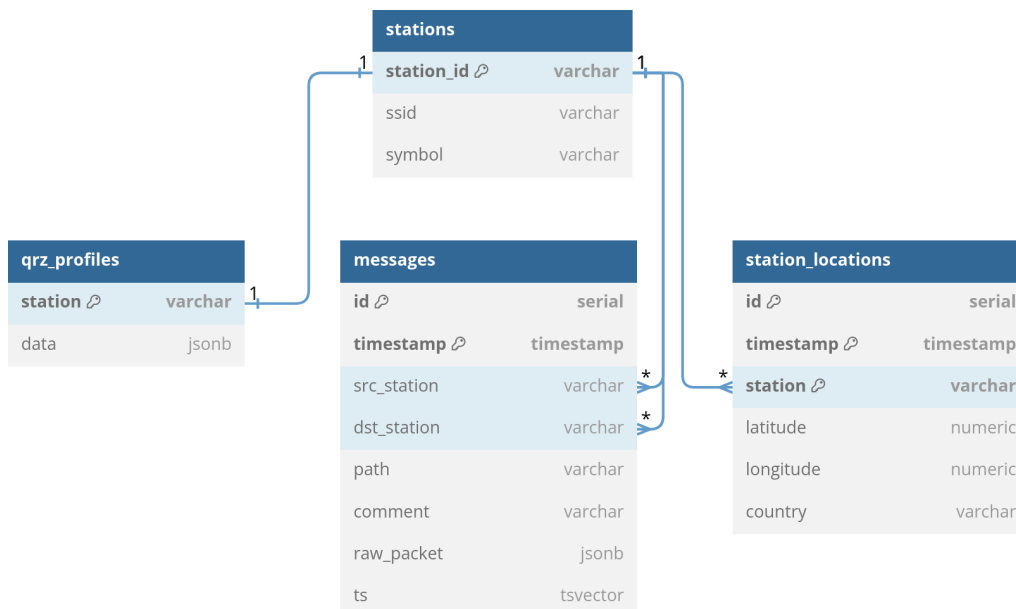 stations
1 station_id varchar 1
ssid varchar
symbol varchar
qrz_profiles
station varchar 1
data jsonb
messages
id serial
timestamp timestamp
src_station varchar *
dst_station varchar *
path varchar
comment varchar
raw_packet jsonb
ts tsvector
station_locations
id serial
timestamp timestamp
* station varchar
latitude numeric
longitude numeric
country varchar